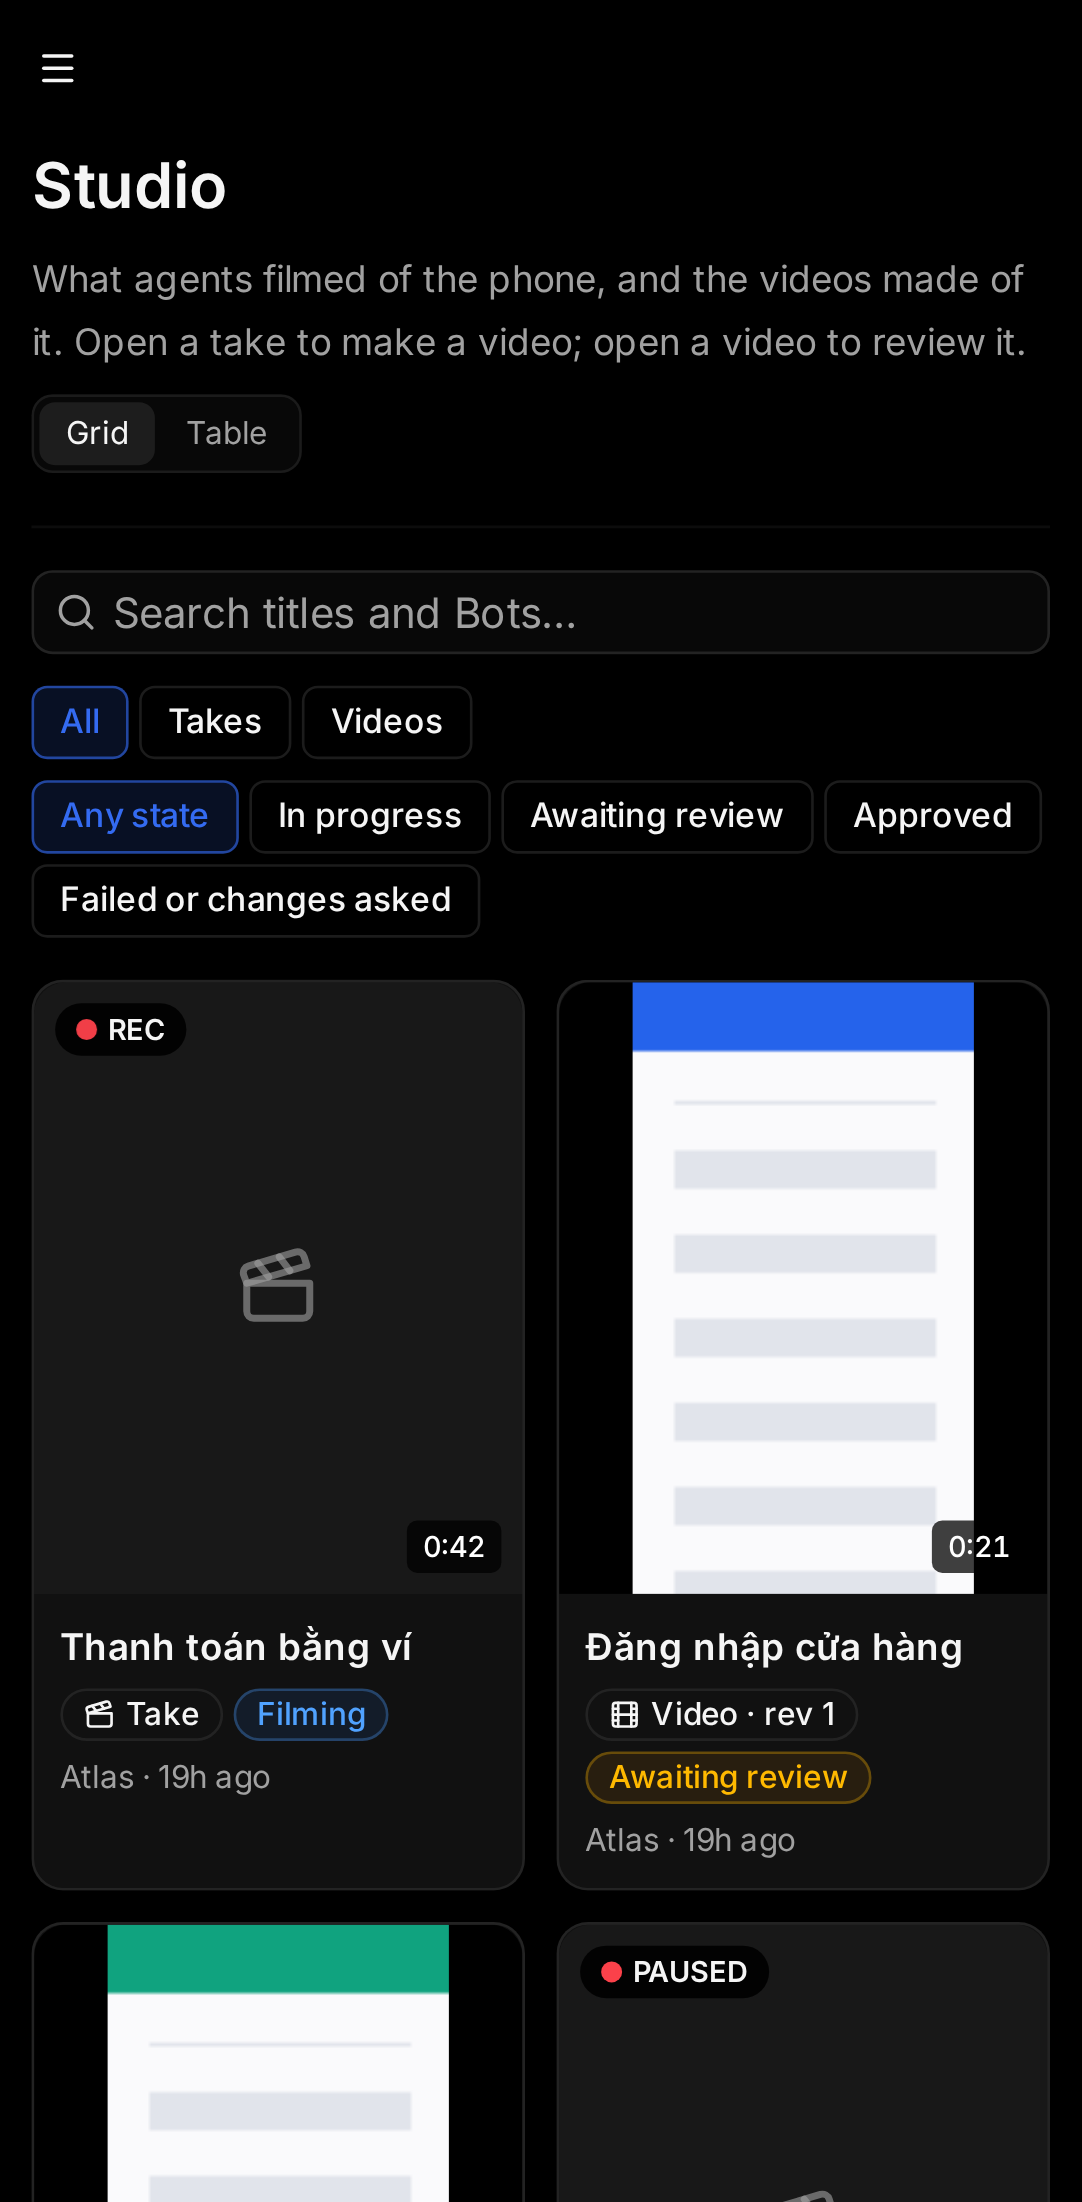 Studio
What agents filmed of the phone, and the videos made of
it. Open a take to make a video; open a video to review it.
Grid Table
Search titles and Bots...
All Takes Videos
Any state In progress Awaiting review Approved
Failed or changes asked
REC
0:42
Thanh toán bằng ví
Take Filming
Atlas · 19h ago
0:21
Đăng nhập cửa hàng
Video · rev 1
Awaiting review
Atlas · 19h ago
PAUSED